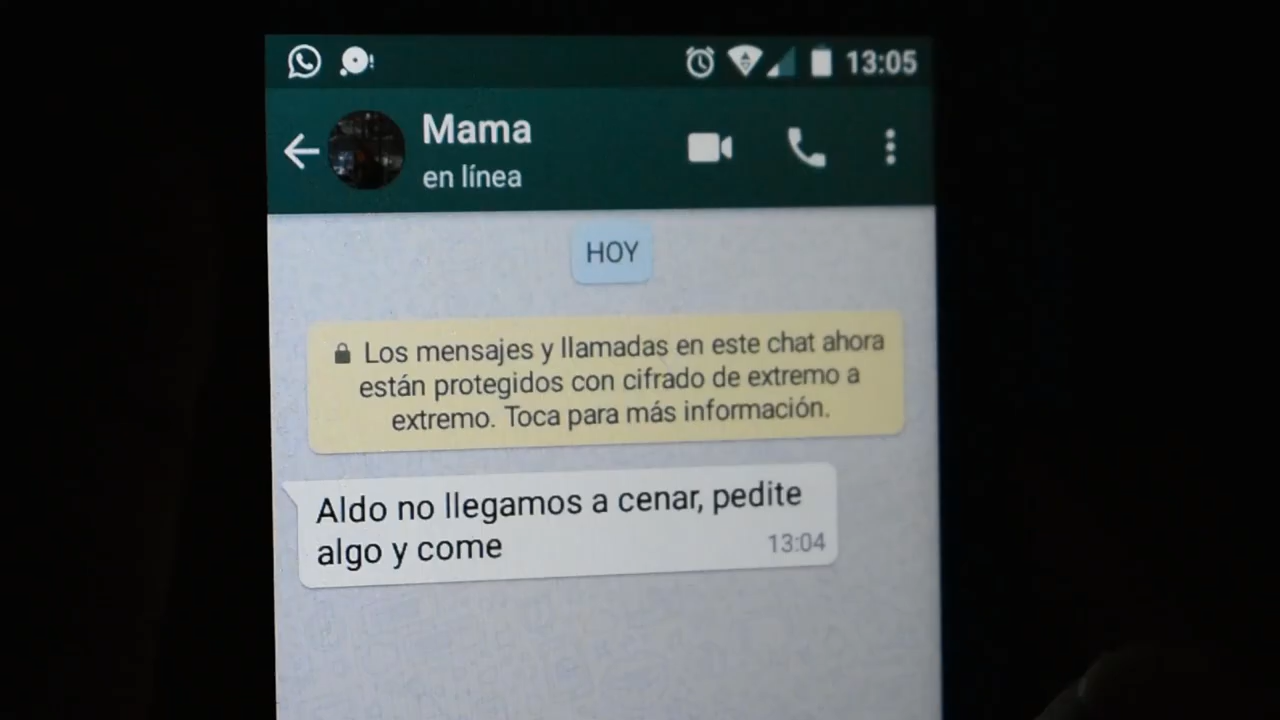 13:05
Mama
en línea
HOY
Los mensajes y llamadas en este chat ahora
están protegidos con cifrado de extremo a
extremo. Toca para más información.
Aldo no llegamos a cenar, pedite
algo y come
13:04